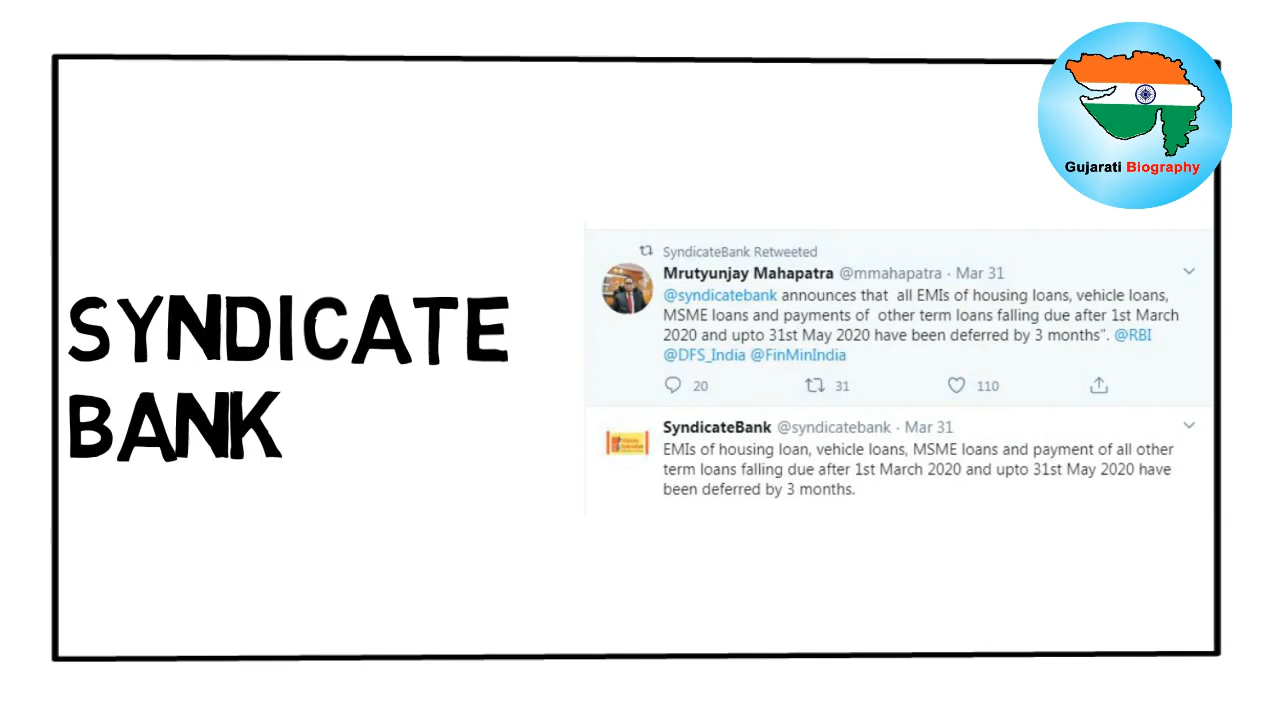 Gujarati Biography
SYNDICATE
BANK
SyndicateBank Retweeted
Mrutyunjay Mahapatra @mmahapatra · Mar 31
@syndicatebank announces that all EMIs of housing loans, vehicle loans,
MSME loans and payments of other term loans falling due after 1st March
2020 and upto 31st May 2020 have been deferred by 3 months". @RBI
@DFS_India @FinMinIndia
20 31 110
SyndicateBank @syndicatebank · Mar 31
EMIs of housing loan, vehicle loans, MSME loans and payment of all other
term loans falling due after 1st March 2020 and upto 31st May 2020 have
been deferred by 3 months.